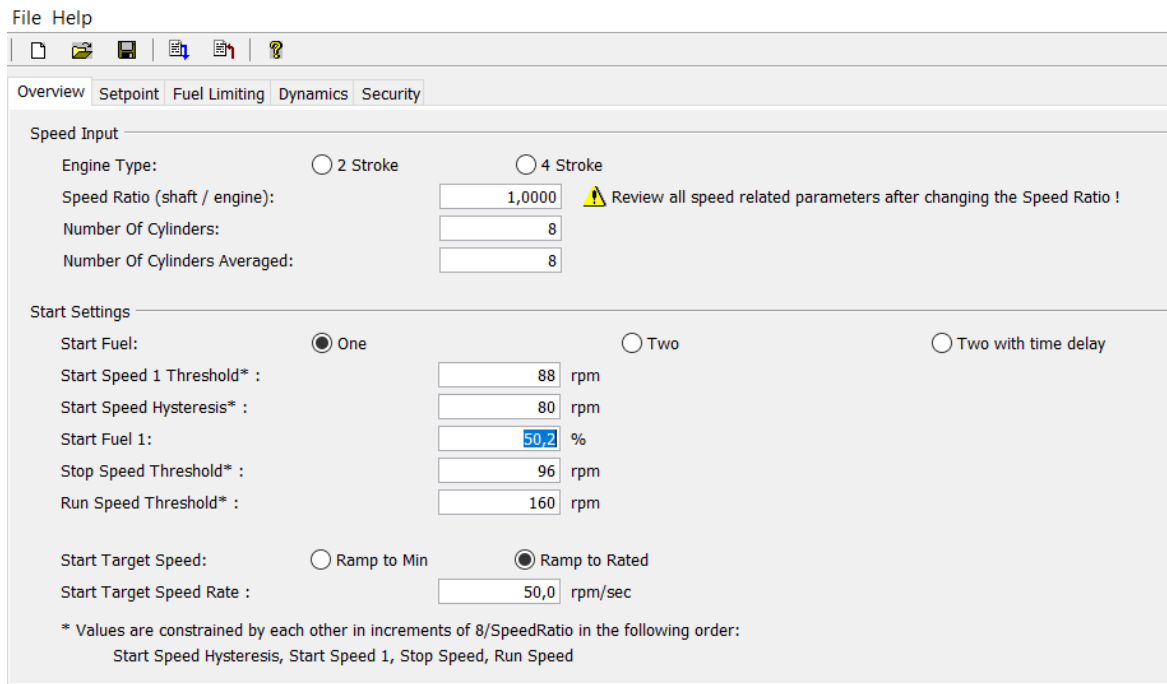 File Help
Overview Setpoint Fuel Limiting Dynamics Security
Speed Input
Engine Type: 2 Stroke 4 Stroke
Speed Ratio (shaft / engine): 1,0000 Review all speed related parameters after changing the Speed Ratio !
Number Of Cylinders: 8
Number Of Cylinders Averaged: 8
Start Settings
Start Fuel: One Two Two with time delay
Start Speed 1 Threshold* : 88 rpm
Start Speed Hysteresis* : 80 rpm
Start Fuel 1: 50,2 %
Stop Speed Threshold* : 96 rpm
Run Speed Threshold* : 160 rpm
Start Target Speed: Ramp to Min Ramp to Rated
Start Target Speed Rate : 50,0 rpm/sec
* Values are constrained by each other in increments of 8/SpeedRatio in the following order:
Start Speed Hysteresis, Start Speed 1, Stop Speed, Run Speed